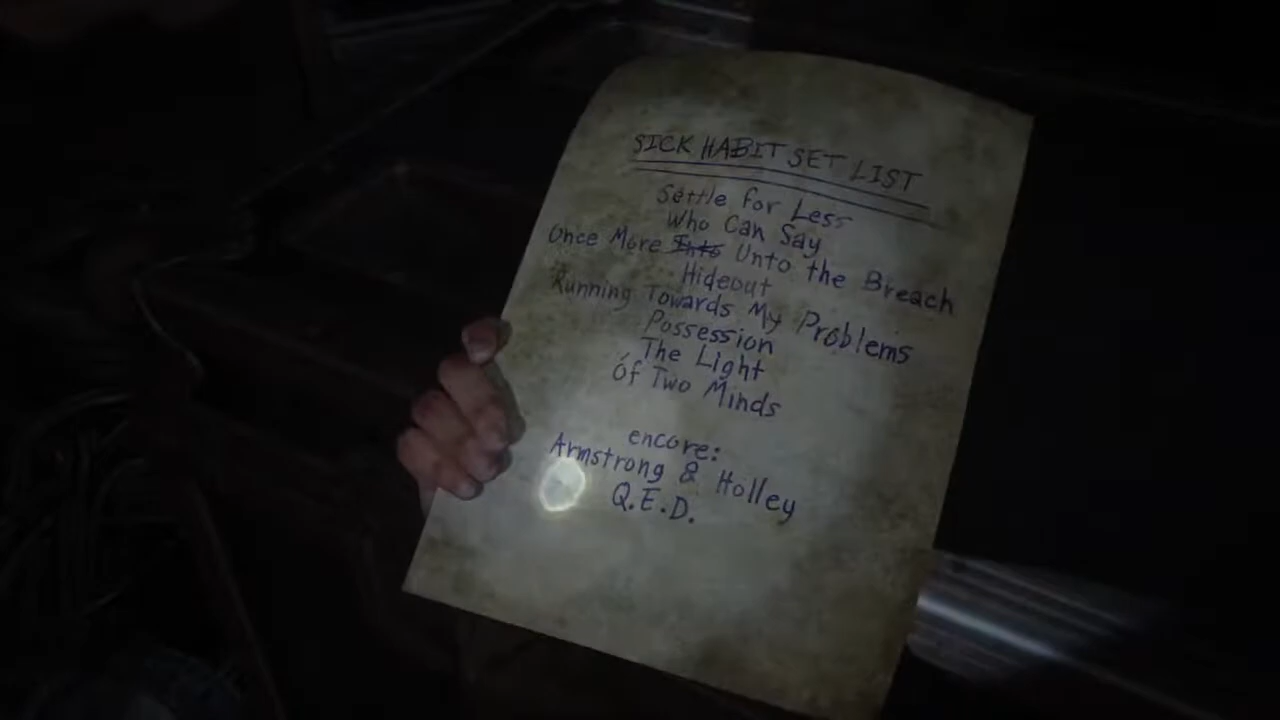 SICK HABIT SET LIST
Settle for Less
Who Can Say
Once More Into Unto the Breach
Hideout
Running Towards My Problems
Possession
The Light
Of Two Minds
encore:
Armstrong & Holley
Q.E.D.